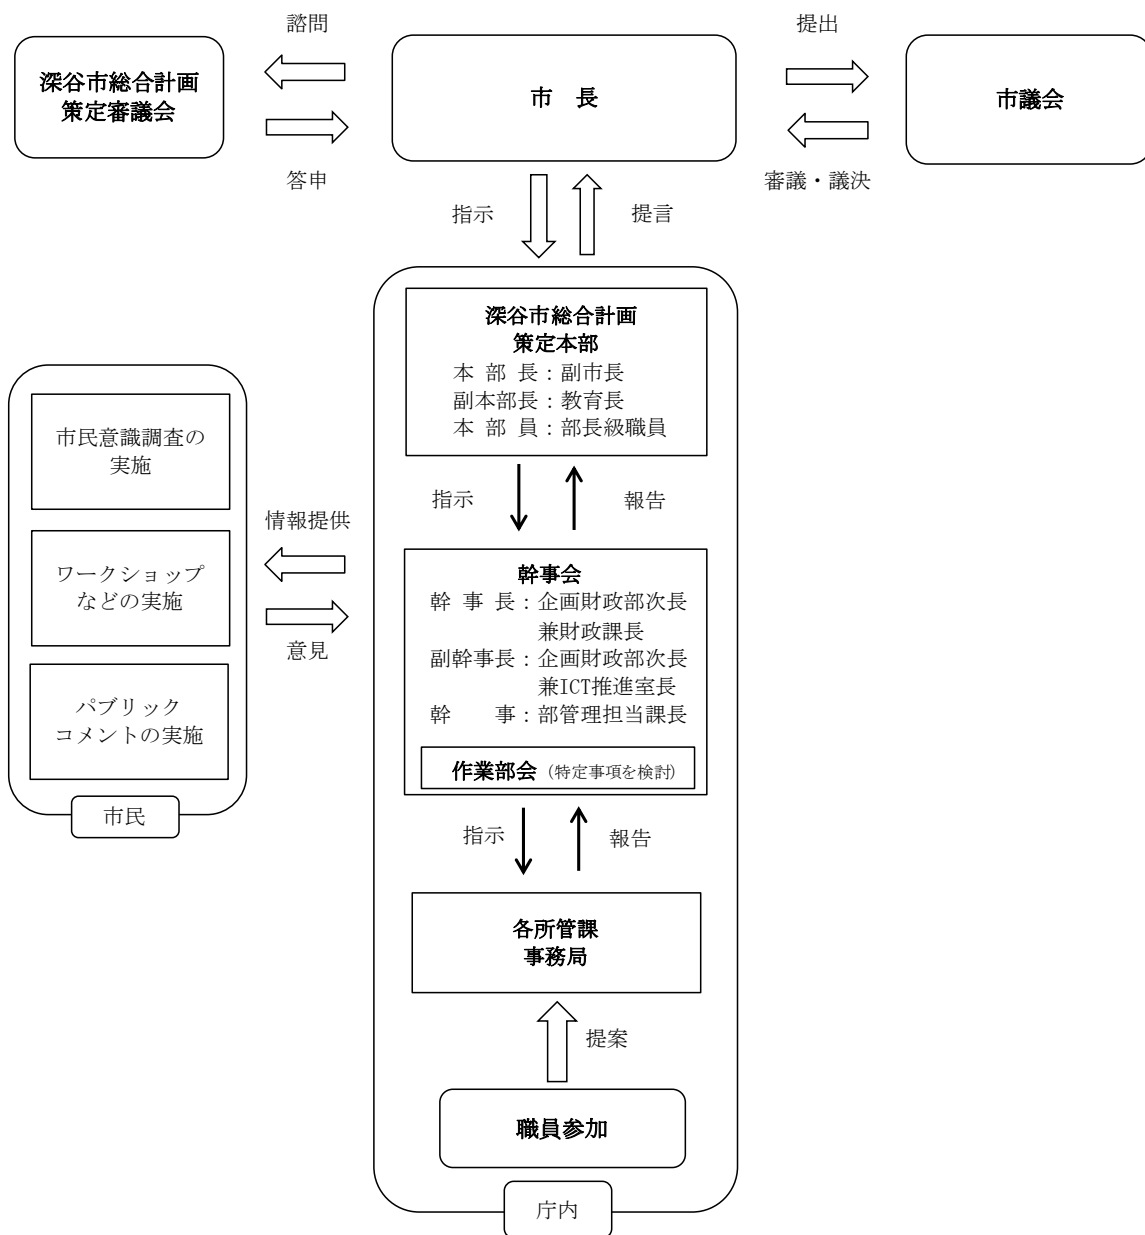 諮問
提出
深谷市総合計画
策定審議会
市　長
市議会
答申
審議・議決
指示
提言
深谷市総合計画
策定本部
本 部 長：副市長
副本部長：教育長
本 部 員：部長級職員
指示
報告
市民意識調査の
実施
ワークショップ
などの実施
パブリック
コメントの実施
市民
情報提供
意見
幹事会
幹 事 長：企画財政部次長
兼財政課長
副幹事長：企画財政部次長
兼ICT推進室長
幹　　事：部管理担当課長
作業部会（特定事項を検討）
指示
報告
各所管課
事務局
提案
職員参加
庁内